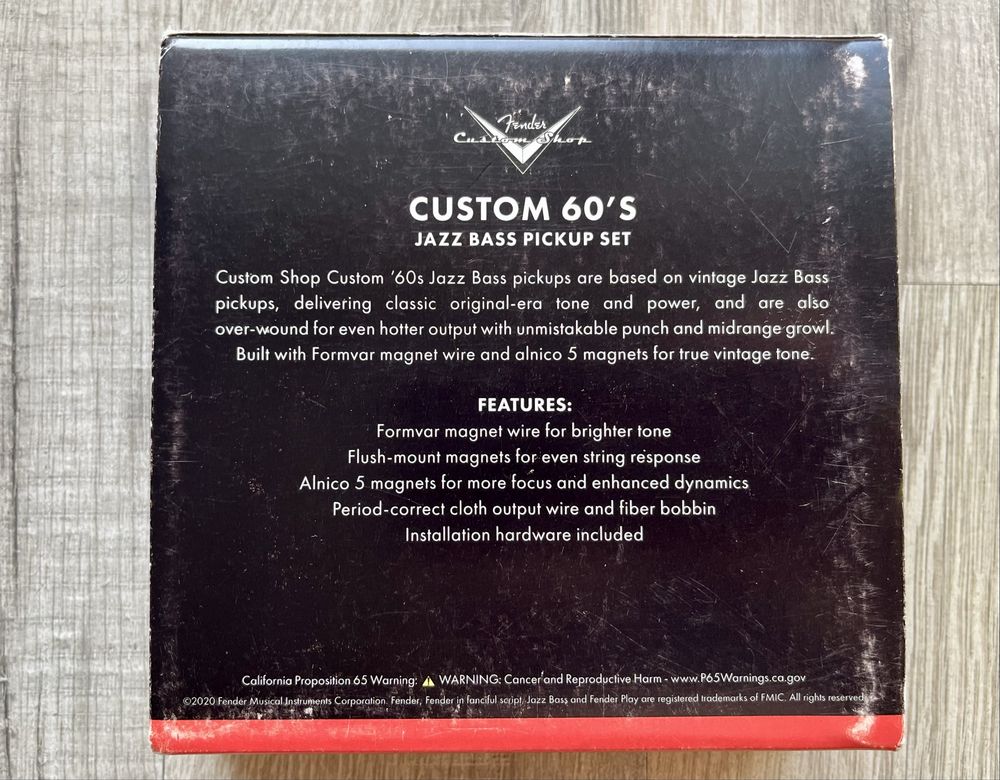 Fender
Custom Shop
CUSTOM 60'S
JAZZ BASS PICKUP SET
Custom Shop Custom '60s Jazz Bass pickups are based on vintage Jazz Bass
pickups, delivering classic original-era tone and power, and are also
over-wound for even hotter output with unmistakable punch and midrange growl.
Built with Formvar magnet wire and alnico 5 magnets for true vintage tone.
FEATURES:
Formvar magnet wire for brighter tone
Flush-mount magnets for even string response
Alnico 5 magnets for more focus and enhanced dynamics
Period-correct cloth output wire and fiber bobbin
Installation hardware included
California Proposition 65 Warning: ⚠ WARNING: Cancer and Reproductive Harm - www.P65Warnings.ca.gov
©2020 Fender Musical Instruments Corporation. Fender, Fender in fanciful script, Jazz Bass and Fender Play are registered trademarks of FMIC. All rights reserved.